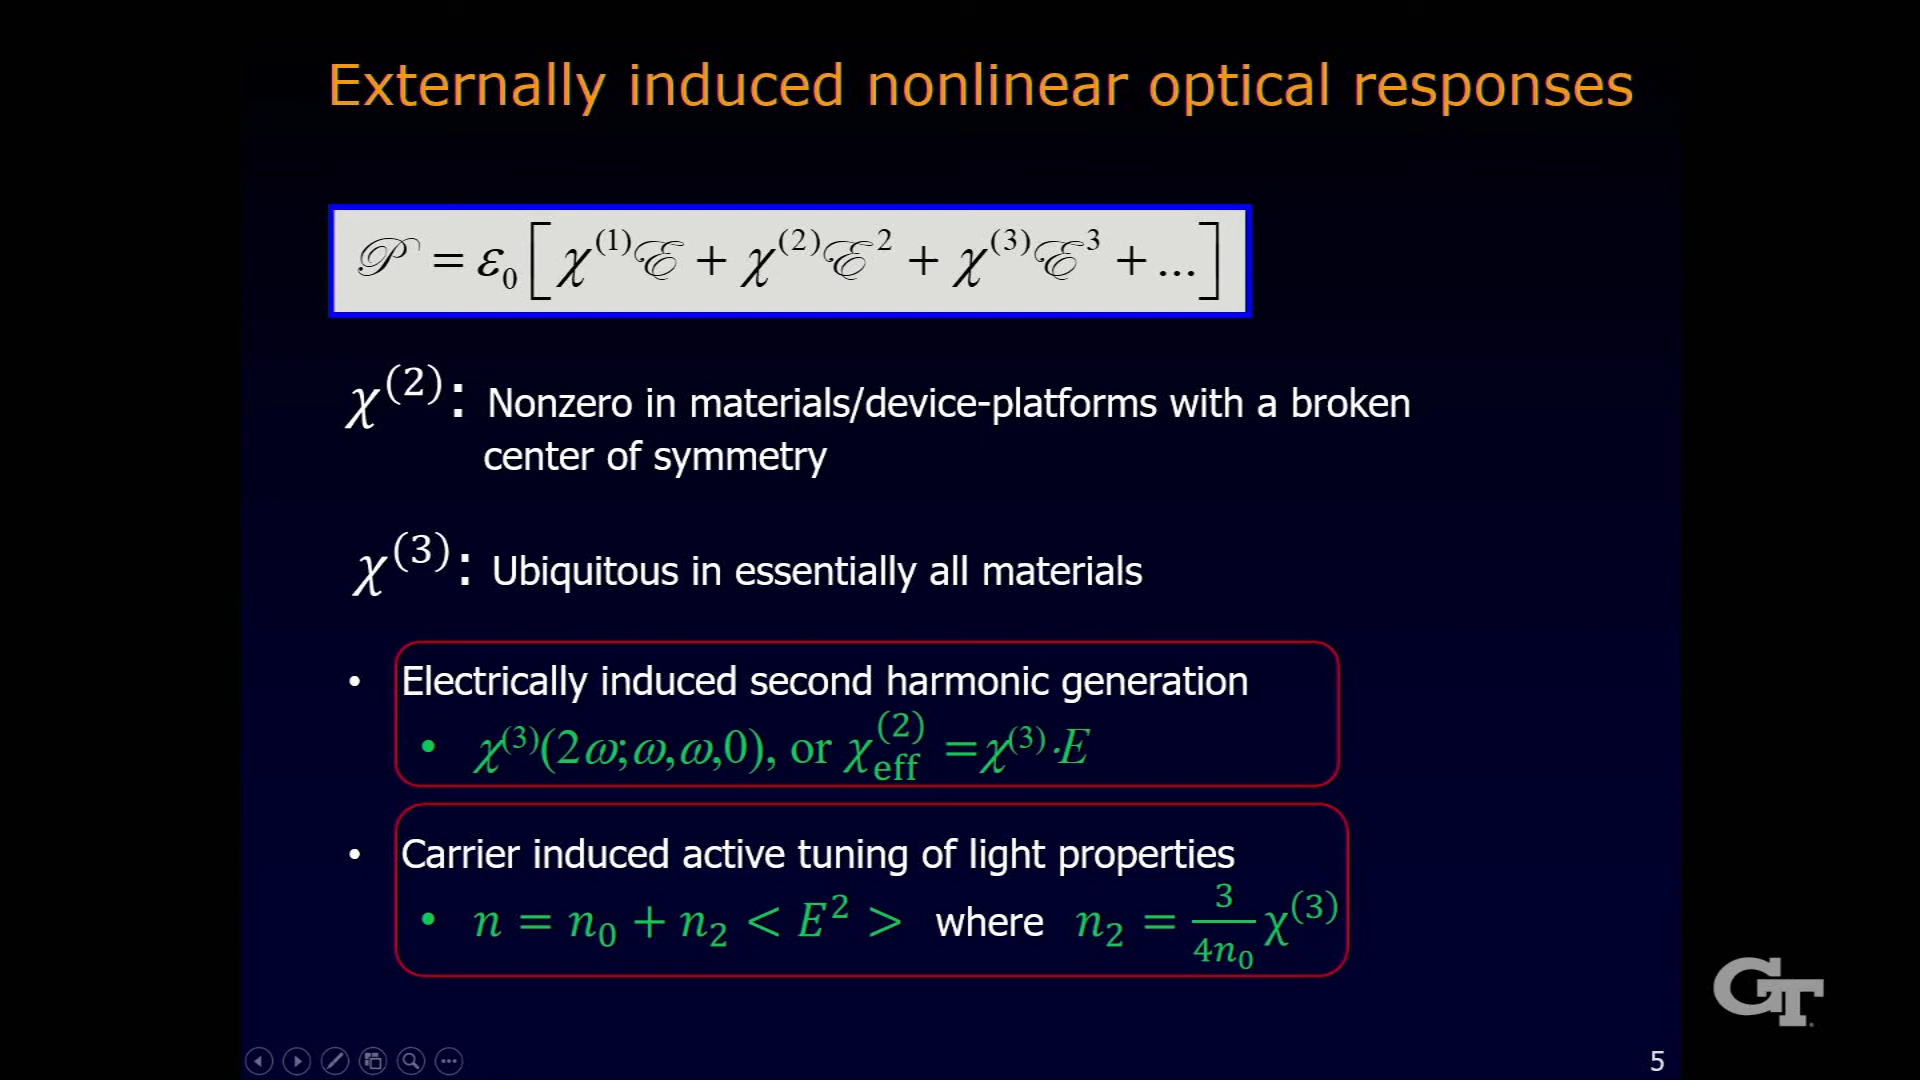 Externally induced nonlinear optical responses
𝒫 = ε₀[χ⁽¹⁾ℰ + χ⁽²⁾ℰ² + χ⁽³⁾ℰ³ + ...]
χ⁽²⁾: Nonzero in materials/device-platforms with a broken
center of symmetry
χ⁽³⁾: Ubiquitous in essentially all materials
• Electrically induced second harmonic generation
• χ⁽³⁾(2ω;ω,ω,0), or χ_eff^(2) =χ⁽³⁾·E
• Carrier induced active tuning of light properties
• n = n₀ + n₂ < E² > where n₂ = 3/(4n₀) χ⁽³⁾
GT
5